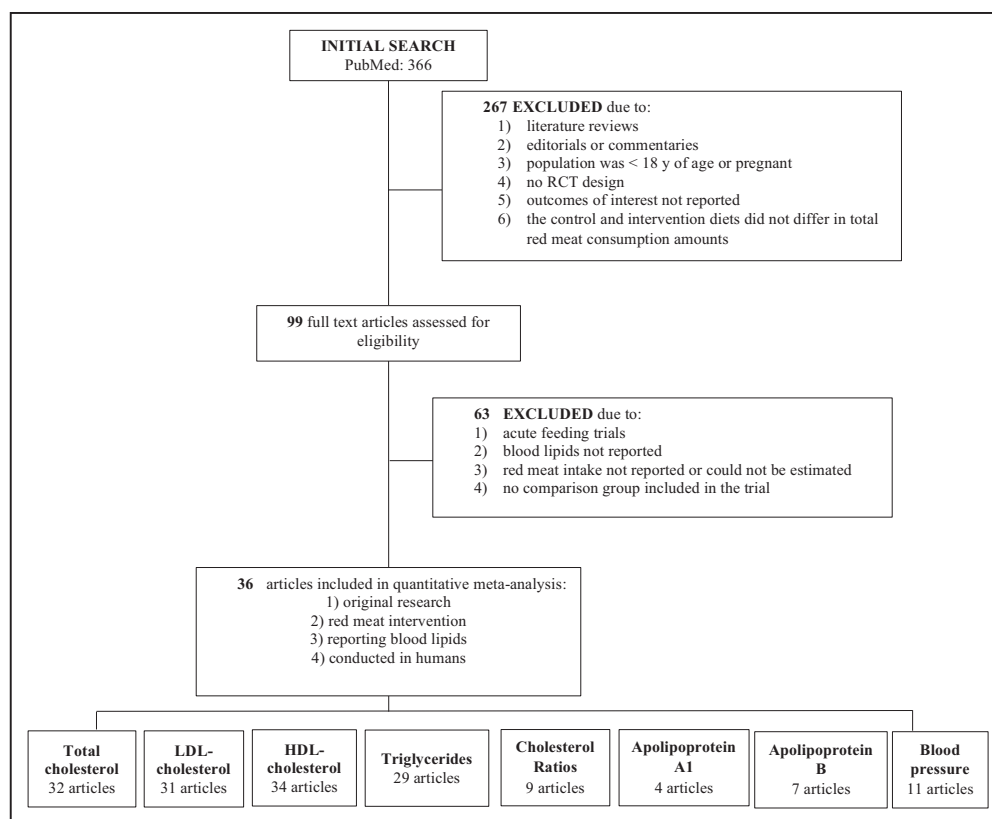 INITIAL SEARCH
PubMed: 366
267 EXCLUDED due to:
1) literature reviews
2) editorials or commentaries
3) population was < 18 y of age or pregnant
4) no RCT design
5) outcomes of interest not reported
6) the control and intervention diets did not differ in total
red meat consumption amounts
99 full text articles assessed for
eligibility
63 EXCLUDED due to:
1) acute feeding trials
2) blood lipids not reported
3) red meat intake not reported or could not be estimated
4) no comparison group included in the trial
36 articles included in quantitative meta-analysis:
1) original research
2) red meat intervention
3) reporting blood lipids
4) conducted in humans
Total
cholesterol
32 articles
LDL-
cholesterol
31 articles
HDL-
cholesterol
34 articles
Triglycerides
29 articles
Cholesterol
Ratios
9 articles
Apolipoprotein
A1
4 articles
Apolipoprotein
B
7 articles
Blood
pressure
11 articles